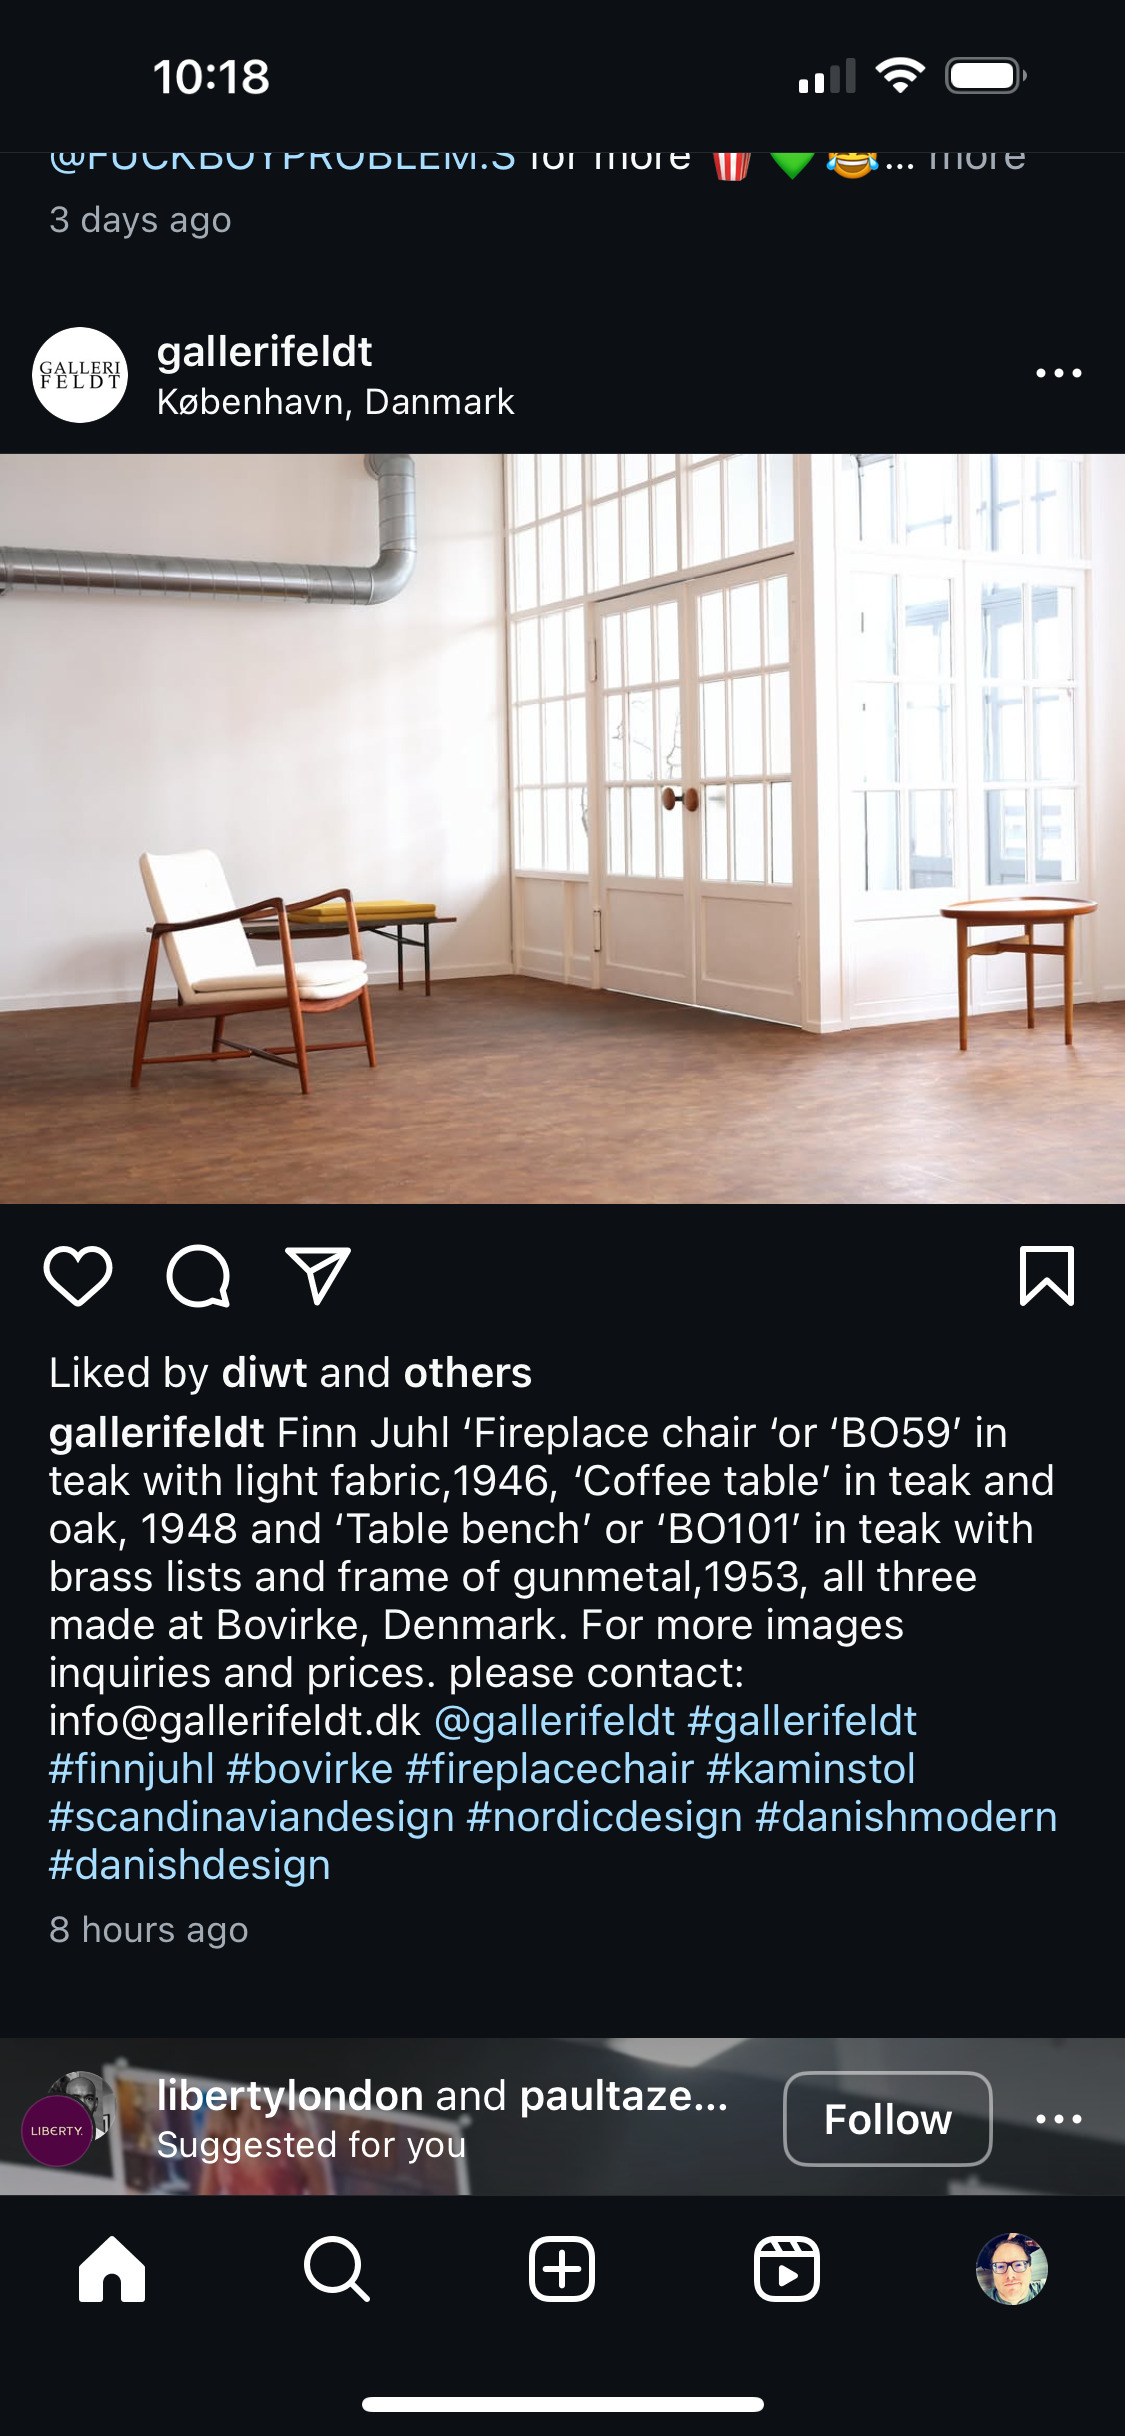 10:18
@FUCKBOYPROBLEM.S for more 🍿 💚 😂... more
3 days ago
GALLERI
FELDT
gallerifeldt
København, Danmark
Liked by diwt and others
gallerifeldt Finn Juhl ‘Fireplace chair ‘or ‘BO59’ in
teak with light fabric,1946, ‘Coffee table’ in teak and
oak, 1948 and ‘Table bench’ or ‘BO101’ in teak with
brass lists and frame of gunmetal,1953, all three
made at Bovirke, Denmark. For more images
inquiries and prices. please contact:
info@gallerifeldt.dk @gallerifeldt #gallerifeldt
#finnjuhl #bovirke #fireplacechair #kaminstol
#scandinaviandesign #nordicdesign #danishmodern
#danishdesign
8 hours ago
LIBERTY.
libertylondon and paultaze...
Suggested for you
Follow